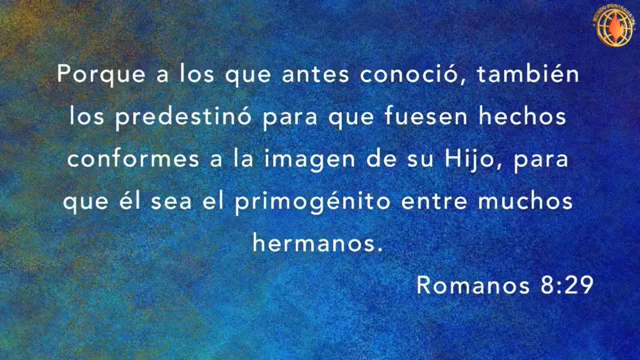 Porque a los que antes conoció, también
los predestinó para que fuesen hechos
conformes a la imagen de su Hijo, para
que él sea el primogénito entre muchos
hermanos.
Romanos 8:29